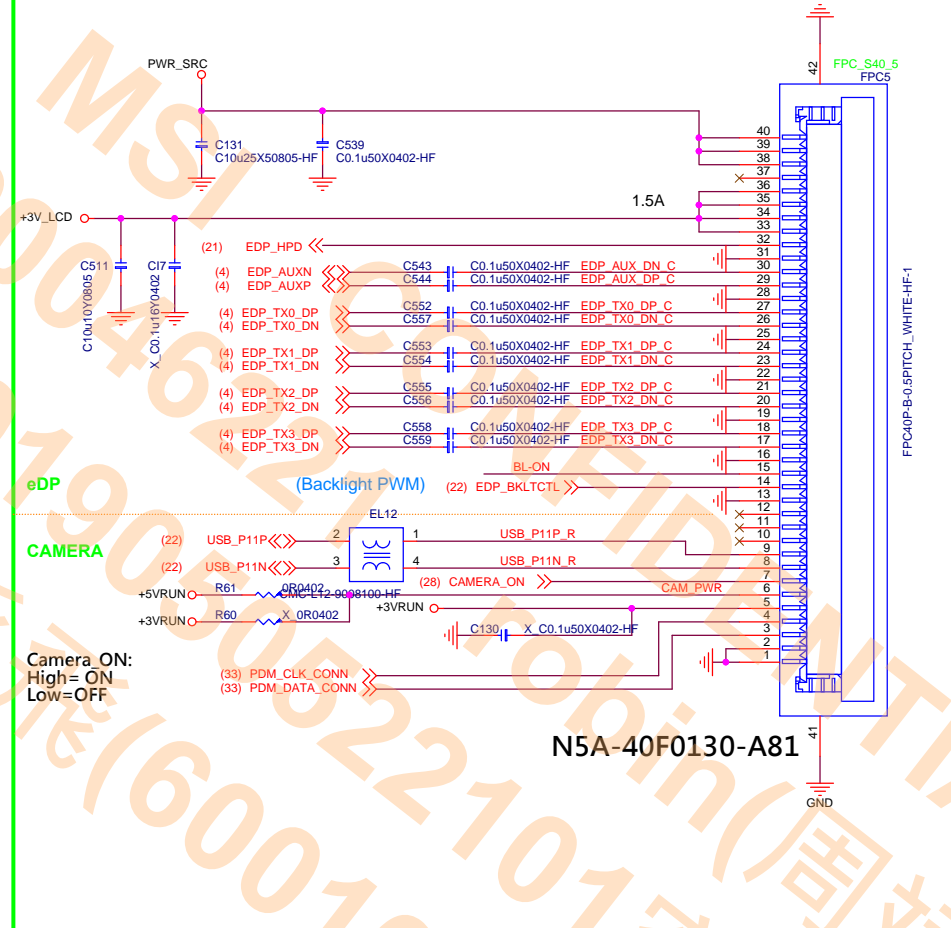 PWR_SRC
42
FPC_S40_5
FPC5
C131
C10u25X50805-HF
C539
C0.1u50X0402-HF
40
39
38
37
36
35
34
33
32
31
30
29
28
27
26
25
24
23
22
21
20
19
18
17
16
15
14
13
12
11
10
9
8
7
6
5
4
3
2
1
1.5A
+3V_LCD
C511
C10u10Y0805
CI7
X_C0.1u16Y0402
(21) EDP_HPD
(4) EDP_AUXN C543 C0.1u50X0402-HF EDP_AUX_DN_C
(4) EDP_AUXP C544 C0.1u50X0402-HF EDP_AUX_DP_C
(4) EDP_TX0_DP C552 C0.1u50X0402-HF EDP_TX0_DP_C
(4) EDP_TX0_DN C557 C0.1u50X0402-HF EDP_TX0_DN_C
(4) EDP_TX1_DP C553 C0.1u50X0402-HF EDP_TX1_DP_C
(4) EDP_TX1_DN C554 C0.1u50X0402-HF EDP_TX1_DN_C
(4) EDP_TX2_DP C555 C0.1u50X0402-HF EDP_TX2_DP_C
(4) EDP_TX2_DN C556 C0.1u50X0402-HF EDP_TX2_DN_C
(4) EDP_TX3_DP C558 C0.1u50X0402-HF EDP_TX3_DP_C
(4) EDP_TX3_DN C559 C0.1u50X0402-HF EDP_TX3_DN_C
FPC40P-B-0.5PITCH_WHITE-HF-1
BL-ON
eDP
(Backlight PWM)
(22) EDP_BKLTCTL
EL12
CAMERA
(22) USB_P11P 2 1 USB_P11P_R
(22) USB_P11N 3 4 USB_P11N_R
(28) CAMERA_ON
CMC-L12-9008100-HF
+5VRUN R61 0R0402
CAM_PWR
+3VRUN
+3VRUN R60 X_0R0402
C130 X_C0.1u50X0402-HF
Camera_ON:
High= ON
Low=OFF
(33) PDM_CLK_CONN
(33) PDM_DATA_CONN
N5A-40F0130-A81
41
GND
MSI CONFIDENTIA
robin(周